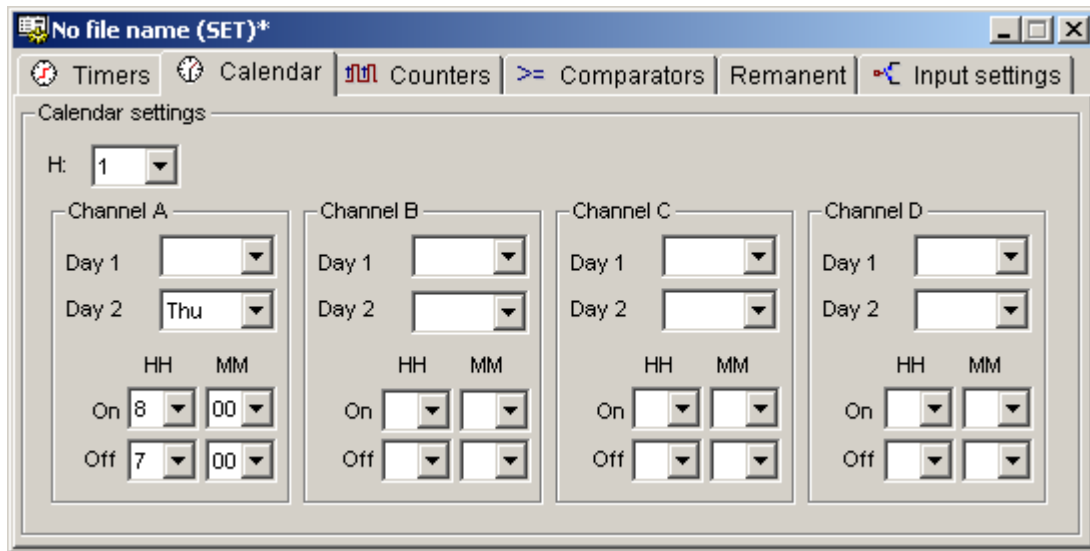 No file name (SET)*
Timers Calendar Counters >= Comparators Remanent Input settings
Calendar settings
H: 1
Channel A Channel B Channel C Channel D
Day 1 Day 1 Day 1 Day 1
Day 2 Thu Day 2 Day 2 Day 2
HH MM HH MM HH MM HH MM
On 8 00 On On On
Off 7 00 Off Off Off